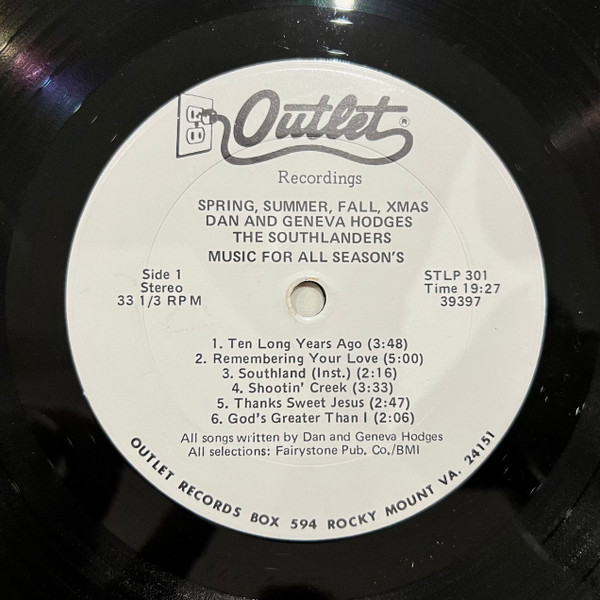 Outlet®
Recordings
SPRING, SUMMER, FALL, XMAS
DAN AND GENEVA HODGES
THE SOUTHLANDERS
MUSIC FOR ALL SEASON'S
Side 1
Stereo
33 1/3 RPM
STLP 301
Time 19:27
39397
1. Ten Long Years Ago (3:48)
2. Remembering Your Love (5:00)
3. Southland (Inst.) (2:16)
4. Shootin' Creek (3:33)
5. Thanks Sweet Jesus (2:47)
6. God's Greater Than I (2:06)
All songs written by Dan and Geneva Hodges
All selections: Fairystone Pub. Co./BMI
OUTLET RECORDS BOX 594 ROCKY MOUNT VA. 24151